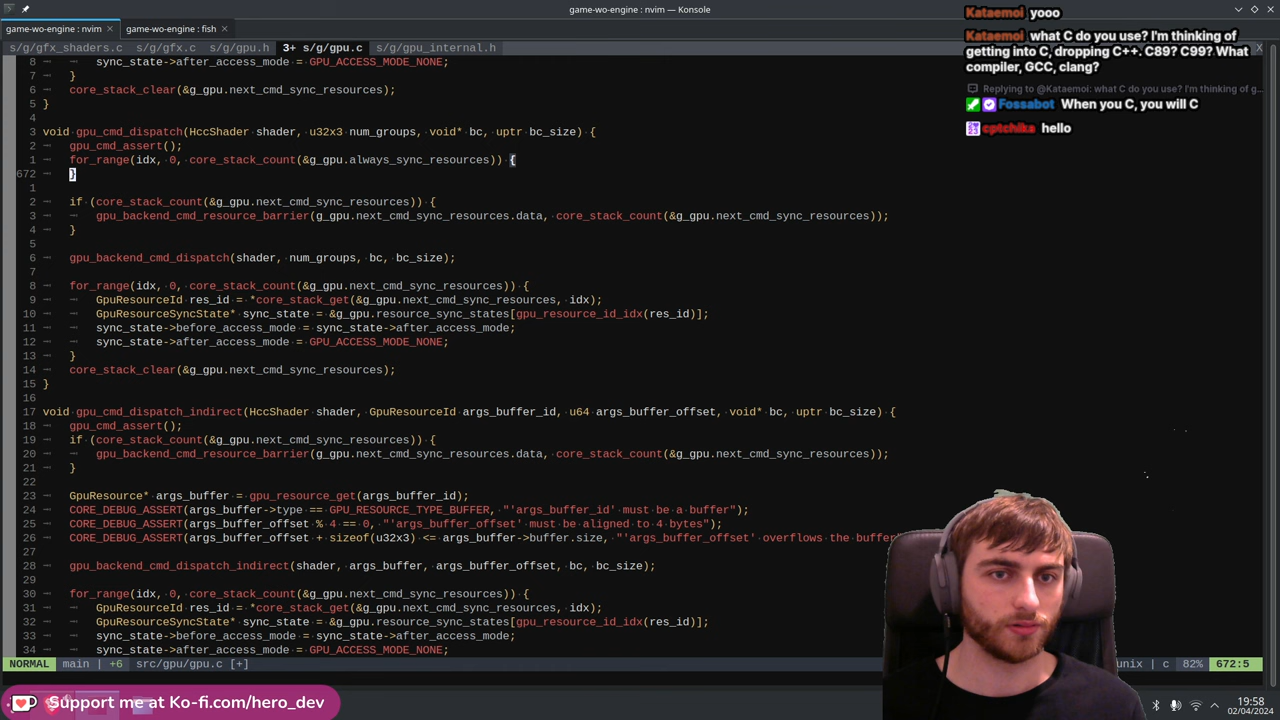 game-wo-engine : nvim — Konsole
game-wo-engine : nvim
game-wo-engine : fish
s/g/gfx_shaders.c s/g/gfx.c s/g/gpu.h 3+ s/g/gpu.c s/g/gpu_internal.h X
8 sync_state->after_access_mode = GPU_ACCESS_MODE_NONE;
7 }
6 core_stack_clear(&g_gpu.next_cmd_sync_resources);
5 }
4
3 void gpu_cmd_dispatch(HccShader shader, u32x3 num_groups, void* bc, uptr bc_size) {
2 gpu_cmd_assert();
1 for_range(idx, 0, core_stack_count(&g_gpu.always_sync_resources)) {
672 }
1
2 if (core_stack_count(&g_gpu.next_cmd_sync_resources)) {
3 gpu_backend_cmd_resource_barrier(g_gpu.next_cmd_sync_resources.data, core_stack_count(&g_gpu.next_cmd_sync_resources));
4 }
5
6 gpu_backend_cmd_dispatch(shader, num_groups, bc, bc_size);
7
8 for_range(idx, 0, core_stack_count(&g_gpu.next_cmd_sync_resources)) {
9 GpuResourceId res_id = *core_stack_get(&g_gpu.next_cmd_sync_resources, idx);
10 GpuResourceSyncState* sync_state = &g_gpu.resource_sync_states[gpu_resource_id_idx(res_id)];
11 sync_state->before_access_mode = sync_state->after_access_mode;
12 sync_state->after_access_mode = GPU_ACCESS_MODE_NONE;
13 }
14 core_stack_clear(&g_gpu.next_cmd_sync_resources);
15 }
16
17 void gpu_cmd_dispatch_indirect(HccShader shader, GpuResourceId args_buffer_id, u64 args_buffer_offset, void* bc, uptr bc_size) {
18 gpu_cmd_assert();
19 if (core_stack_count(&g_gpu.next_cmd_sync_resources)) {
20 gpu_backend_cmd_resource_barrier(g_gpu.next_cmd_sync_resources.data, core_stack_count(&g_gpu.next_cmd_sync_resources));
21 }
22
23 GpuResource* args_buffer = gpu_resource_get(args_buffer_id);
24 CORE_DEBUG_ASSERT(args_buffer->type == GPU_RESOURCE_TYPE_BUFFER, "'args_buffer_id' must be a buffer");
25 CORE_DEBUG_ASSERT(args_buffer_offset % 4 == 0, "'args_buffer_offset' must be aligned to 4 bytes");
26 CORE_DEBUG_ASSERT(args_buffer_offset + sizeof(u32x3) <= args_buffer->buffer.size, "'args_buffer_offset' overflows the buffer
27
28 gpu_backend_cmd_dispatch_indirect(shader, args_buffer, args_buffer_offset, bc, bc_size);
29
30 for_range(idx, 0, core_stack_count(&g_gpu.next_cmd_sync_resources)) {
31 GpuResourceId res_id = *core_stack_get(&g_gpu.next_cmd_sync_resources, idx);
32 GpuResourceSyncState* sync_state = &g_gpu.resource_sync_states[gpu_resource_id_idx(res_id)];
33 sync_state->before_access_mode = sync_state->after_access_mode;
34 sync_state->after_access_mode = GPU_ACCESS_MODE_NONE;
NORMAL main | +6 src/gpu/gpu.c [+] unix | c 82% 672:5
Kataemoi yooo
Kataemoi what C do you use? I'm thinking of
getting into C, dropping C++. C89? C99? What
compiler, GCC, clang?
Replying to @Kataemoi: what C do you use? I'm thinking of g...
Fossabot When you C, you will C
cptchika hello
Support me at Ko-fi.com/hero_dev
19:58
02/04/2024